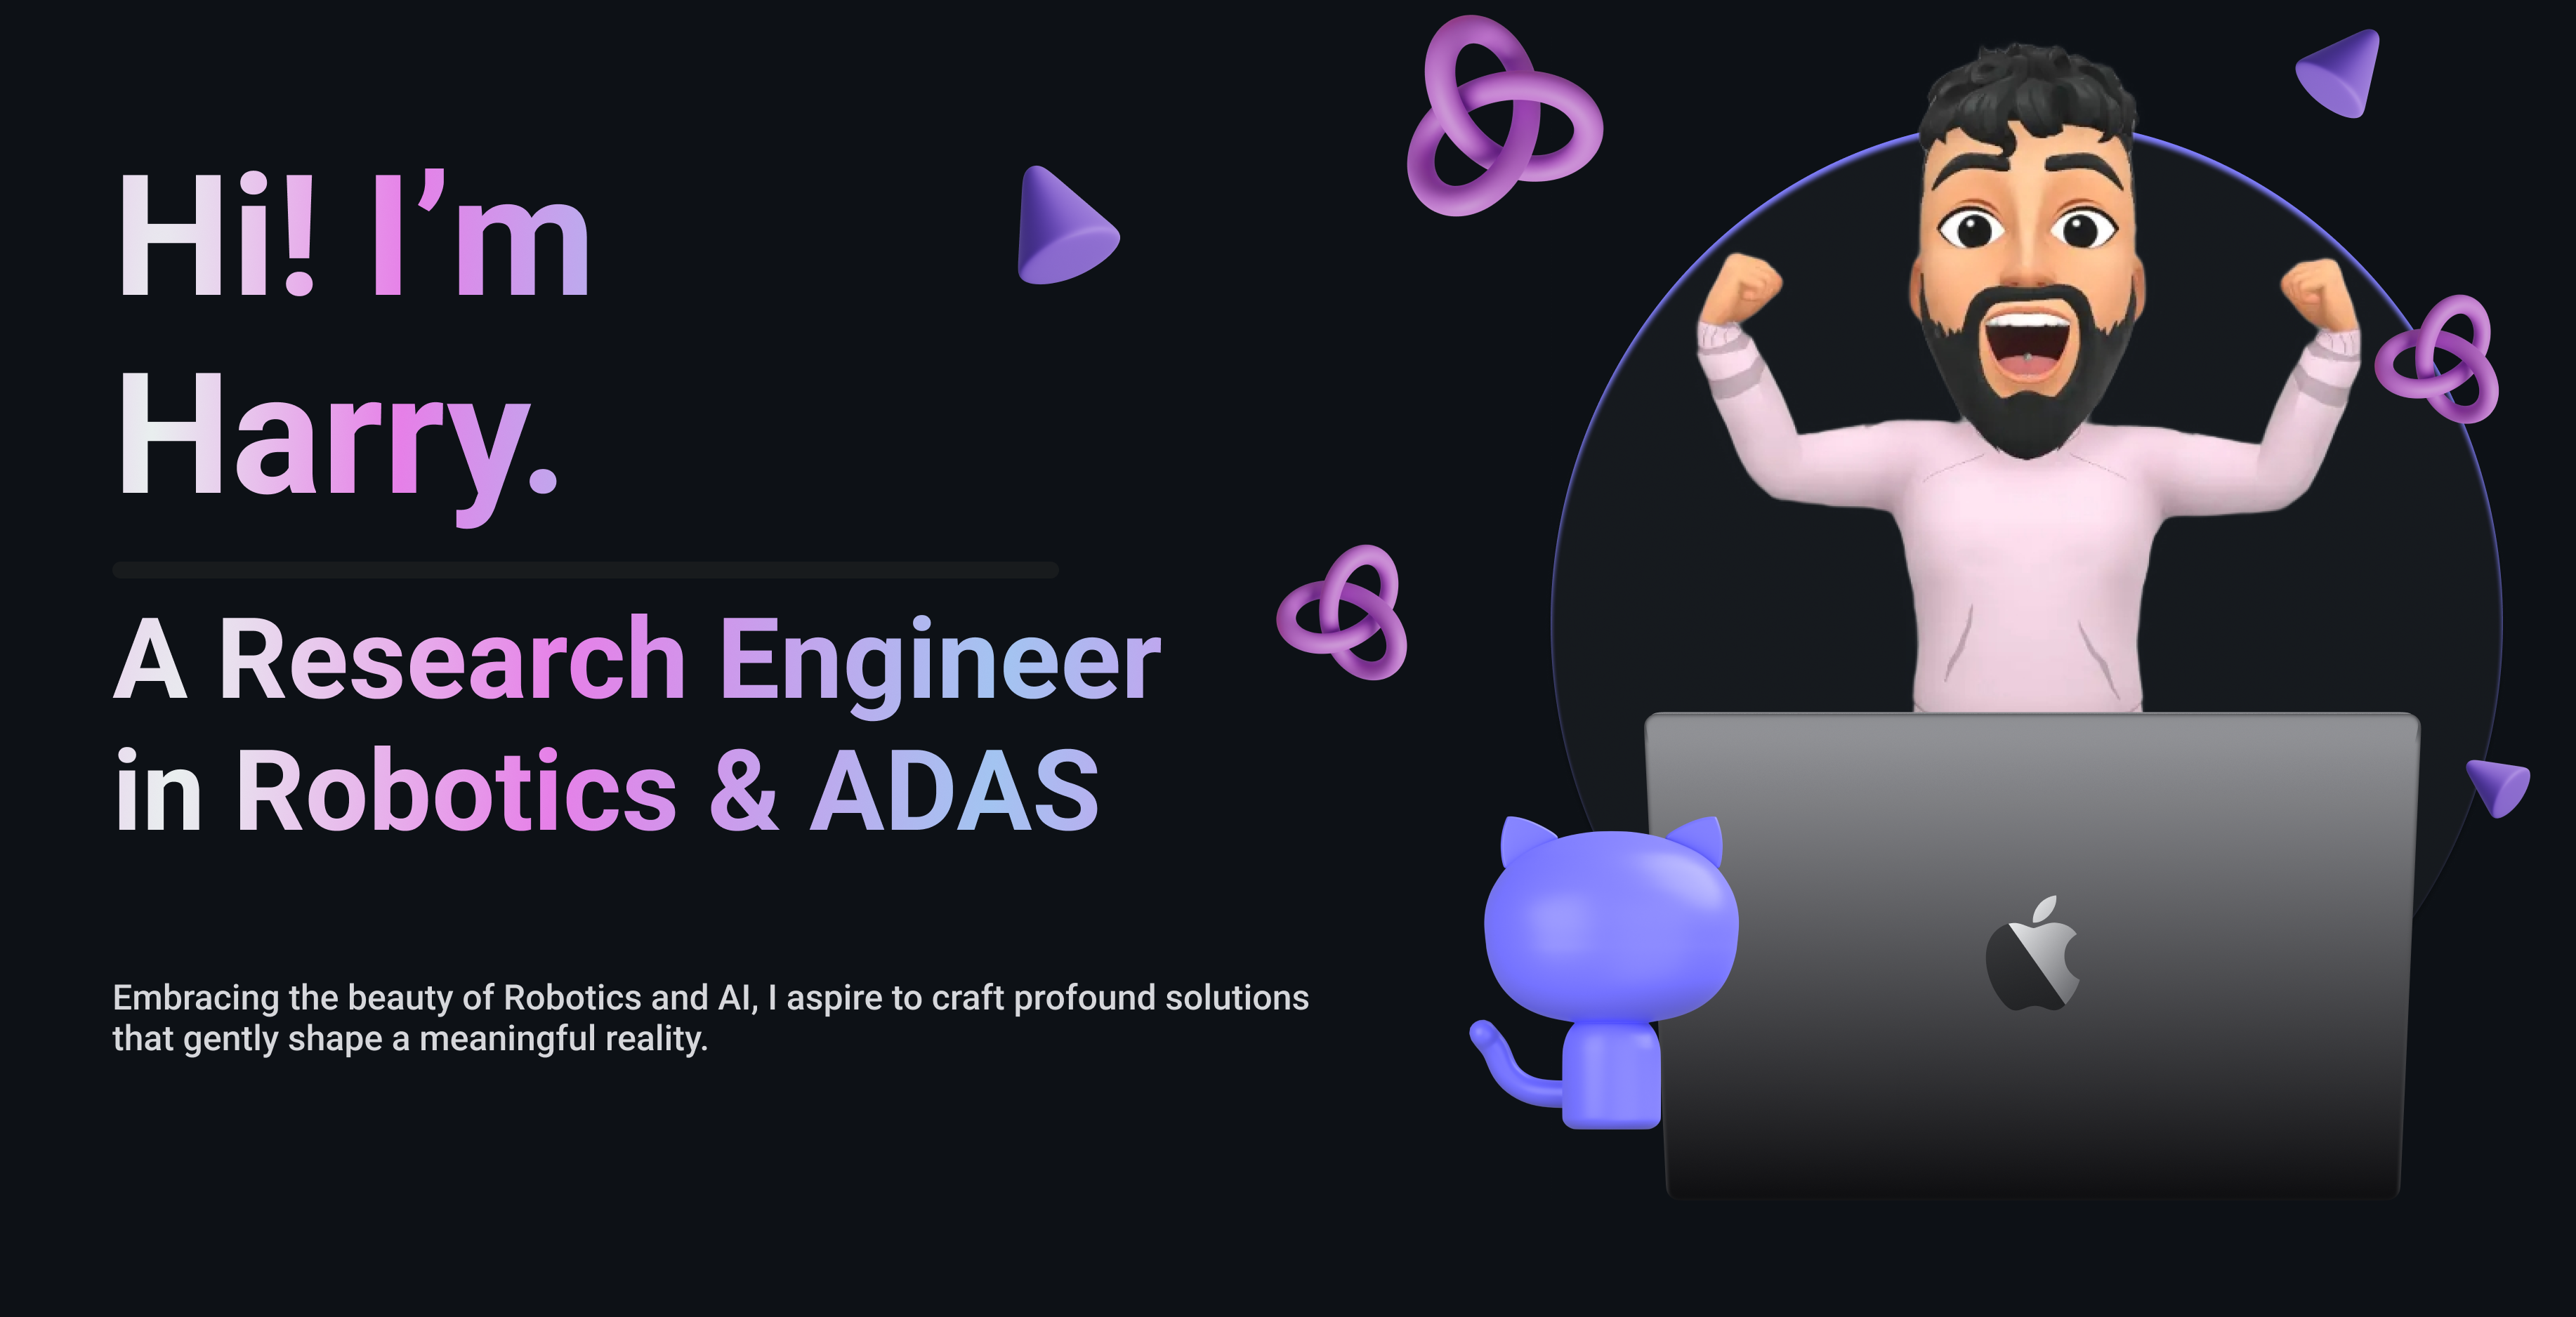 Hi! I’m
Harry.
A Research Engineer
in Robotics & ADAS
Embracing the beauty of Robotics and AI, I aspire to craft profound solutions
that gently shape a meaningful reality.